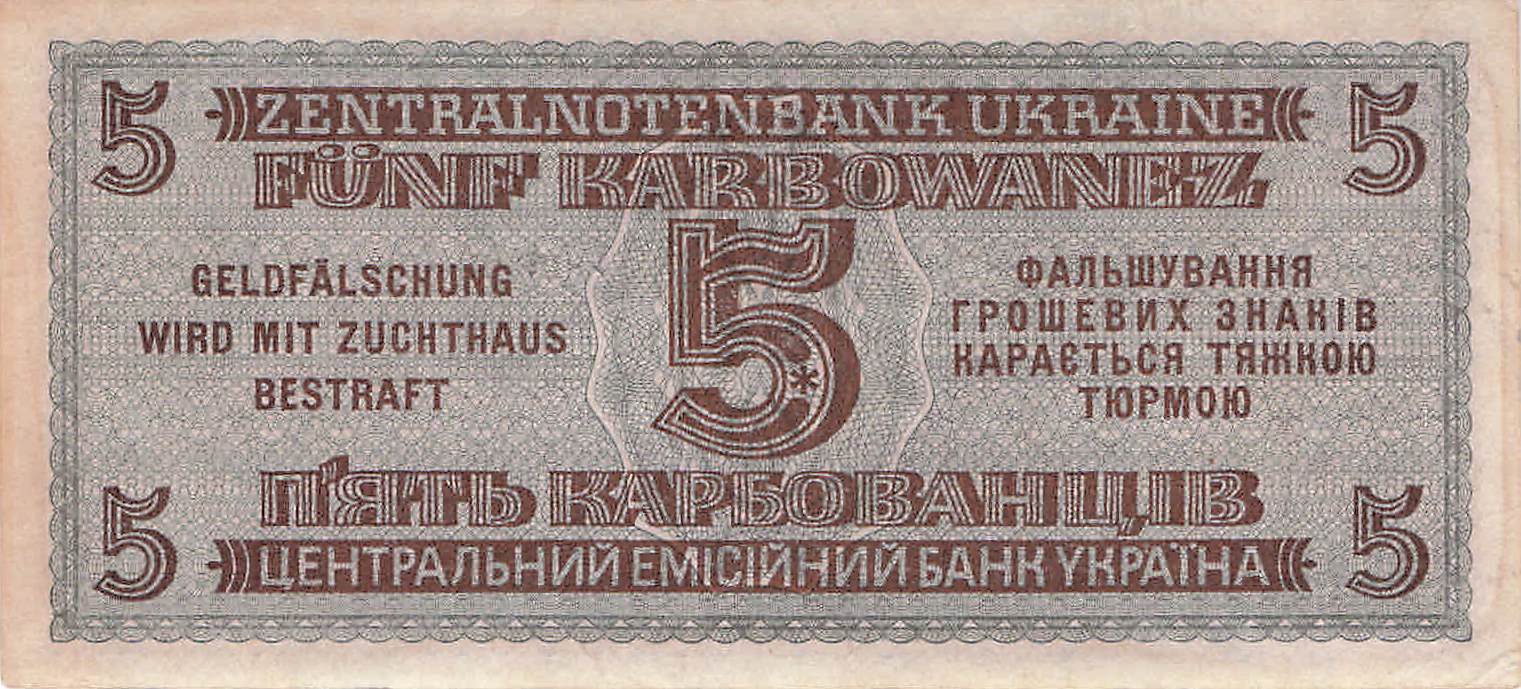 5 ZENTRALNOTENBANK UKRAINE 5
FÜNF KARBOWANEZ
GELDFÄLSCHUNG
WIRD MIT ZUCHTHAUS
BESTRAFT
5
ФАЛЬШУВАННЯ
ГРОШЕВИХ ЗНАКІВ
КАРАЄТЬСЯ ТЯЖКОЮ
ТЮРМОЮ
П'ЯТЬ КАРБОВАНЦІВ
5 ЦЕНТРАЛЬНИЙ ЕМІСІЙНИЙ БАНК УКРАЇНА 5